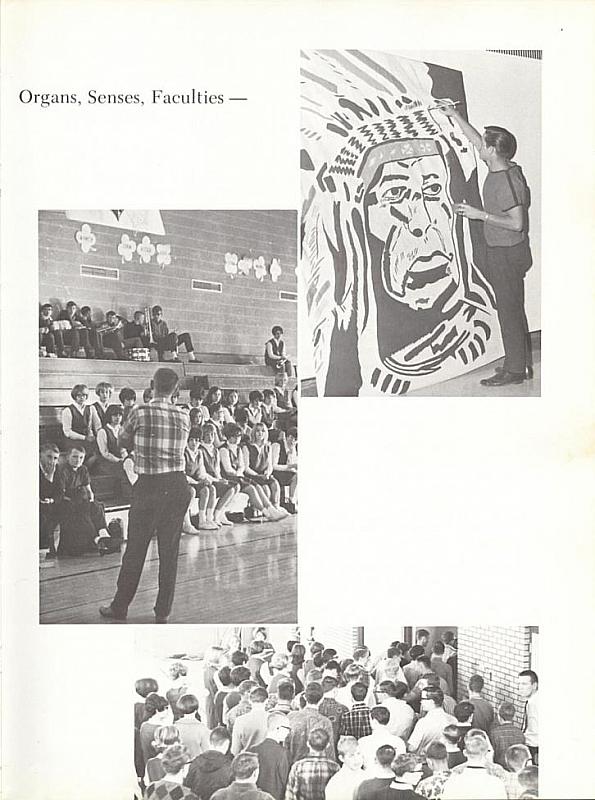 Organs, Senses, Faculties —